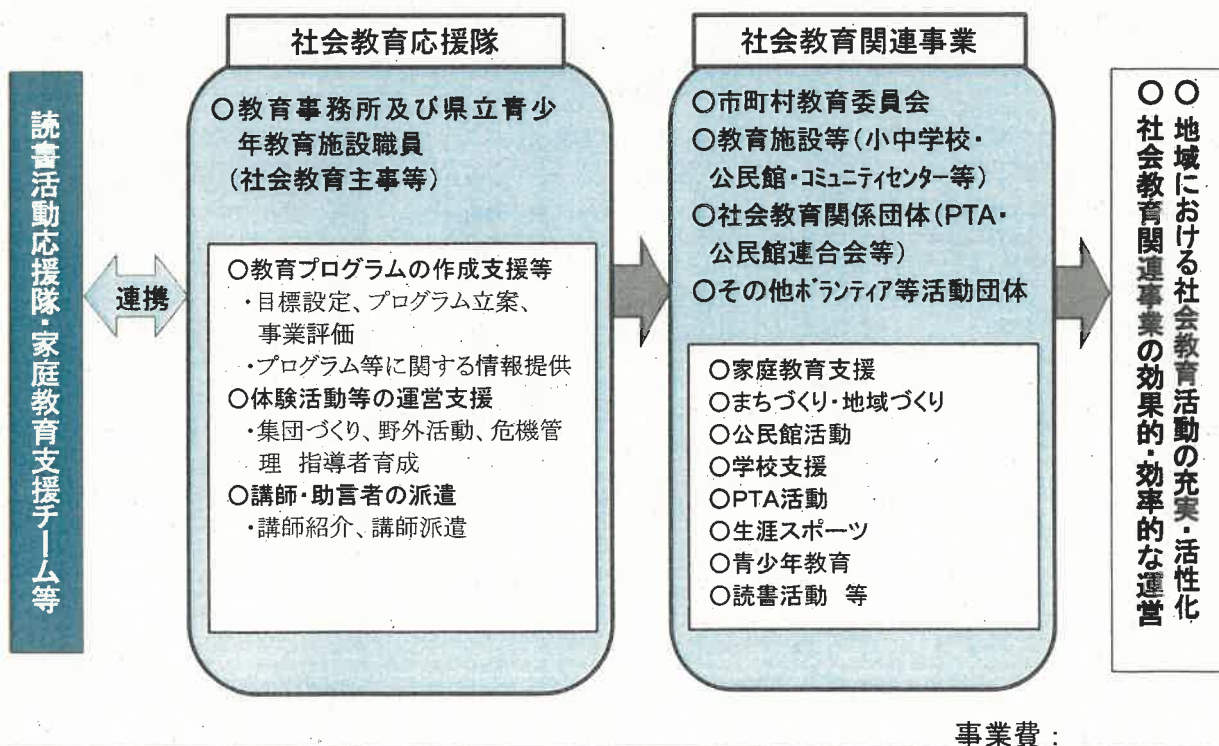 読書活動応援隊・家庭教育支援チーム等
連携
社会教育応援隊
○教育事務所及び県立青少
年教育施設職員
(社会教育主事等)
○教育プログラムの作成支援等
・目標設定、プログラム立案、
事業評価
・プログラム等に関する情報提供
○体験活動等の運営支援
・集団づくり、野外活動、危機管
理 指導者育成
○講師・助言者の派遣
・講師紹介、講師派遣
社会教育関連事業
○市町村教育委員会
○教育施設等(小中学校・
公民館・コミュニティセンター等)
○社会教育関係団体(PTA・
公民館連合会等)
○その他ボランティア等活動団体
○家庭教育支援
○まちづくり・地域づくり
○公民館活動
○学校支援
○PTA活動
○生涯スポーツ
○青少年教育
○読書活動 等
○地域における社会教育活動の充実・活性化
○社会教育関連事業の効果的・効率的な運営
事業費：